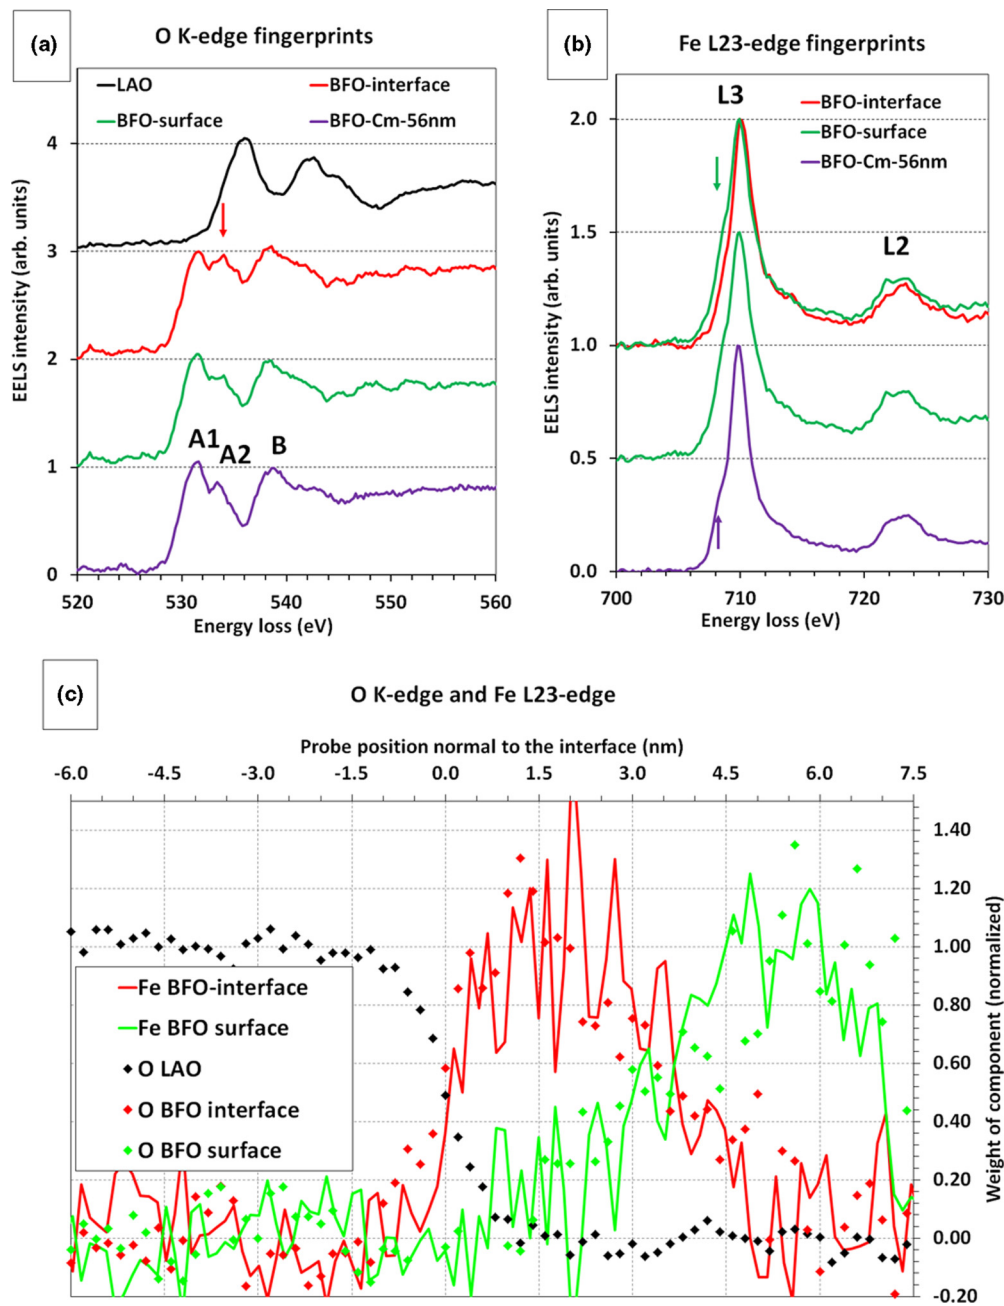 (a)
O K-edge fingerprints
LAO
BFO-interface
BFO-surface
BFO-Cm-56nm
EELS intensity (arb. units)
4
3
2
1
0
A1
A2
B
520 530 540 550 560
Energy loss (eV)
(b)
Fe L23-edge fingerprints
BFO-interface
BFO-surface
BFO-Cm-56nm
EELS intensity (arb. units)
2.0
1.5
1.0
0.5
0.0
L3
L2
700 710 720 730
Energy loss (eV)
(c)
O K-edge and Fe L23-edge
Probe position normal to the interface (nm)
-6.0 -4.5 -3.0 -1.5 0.0 1.5 3.0 4.5 6.0 7.5
Fe BFO-interface
Fe BFO surface
O LAO
O BFO interface
O BFO surface
1.40
1.20
1.00
0.80
0.60
0.40
0.20
0.00
-0.20
Weight of component (normalized)